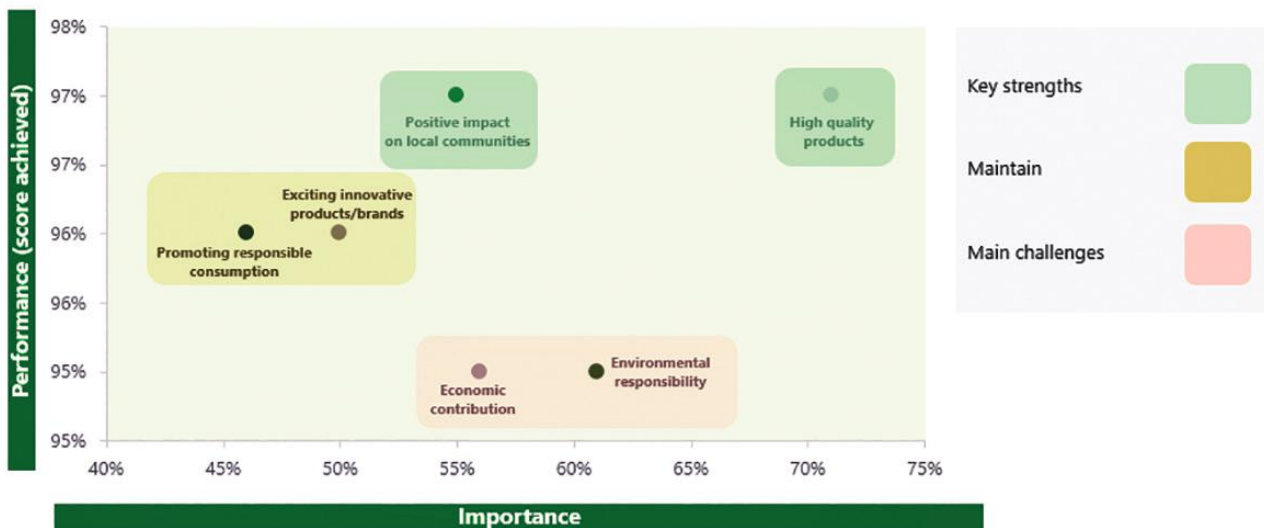 Performance (score achieved)
98%
97%
97%
96%
96%
95%
95%
Positive impact
on local communities
High quality
products
Exciting innovative
products/brands
Promoting responsible
consumption
Environmental
responsibility
Economic
contribution
40%
45%
50%
55%
60%
65%
70%
75%
Importance
Key strengths
Maintain
Main challenges